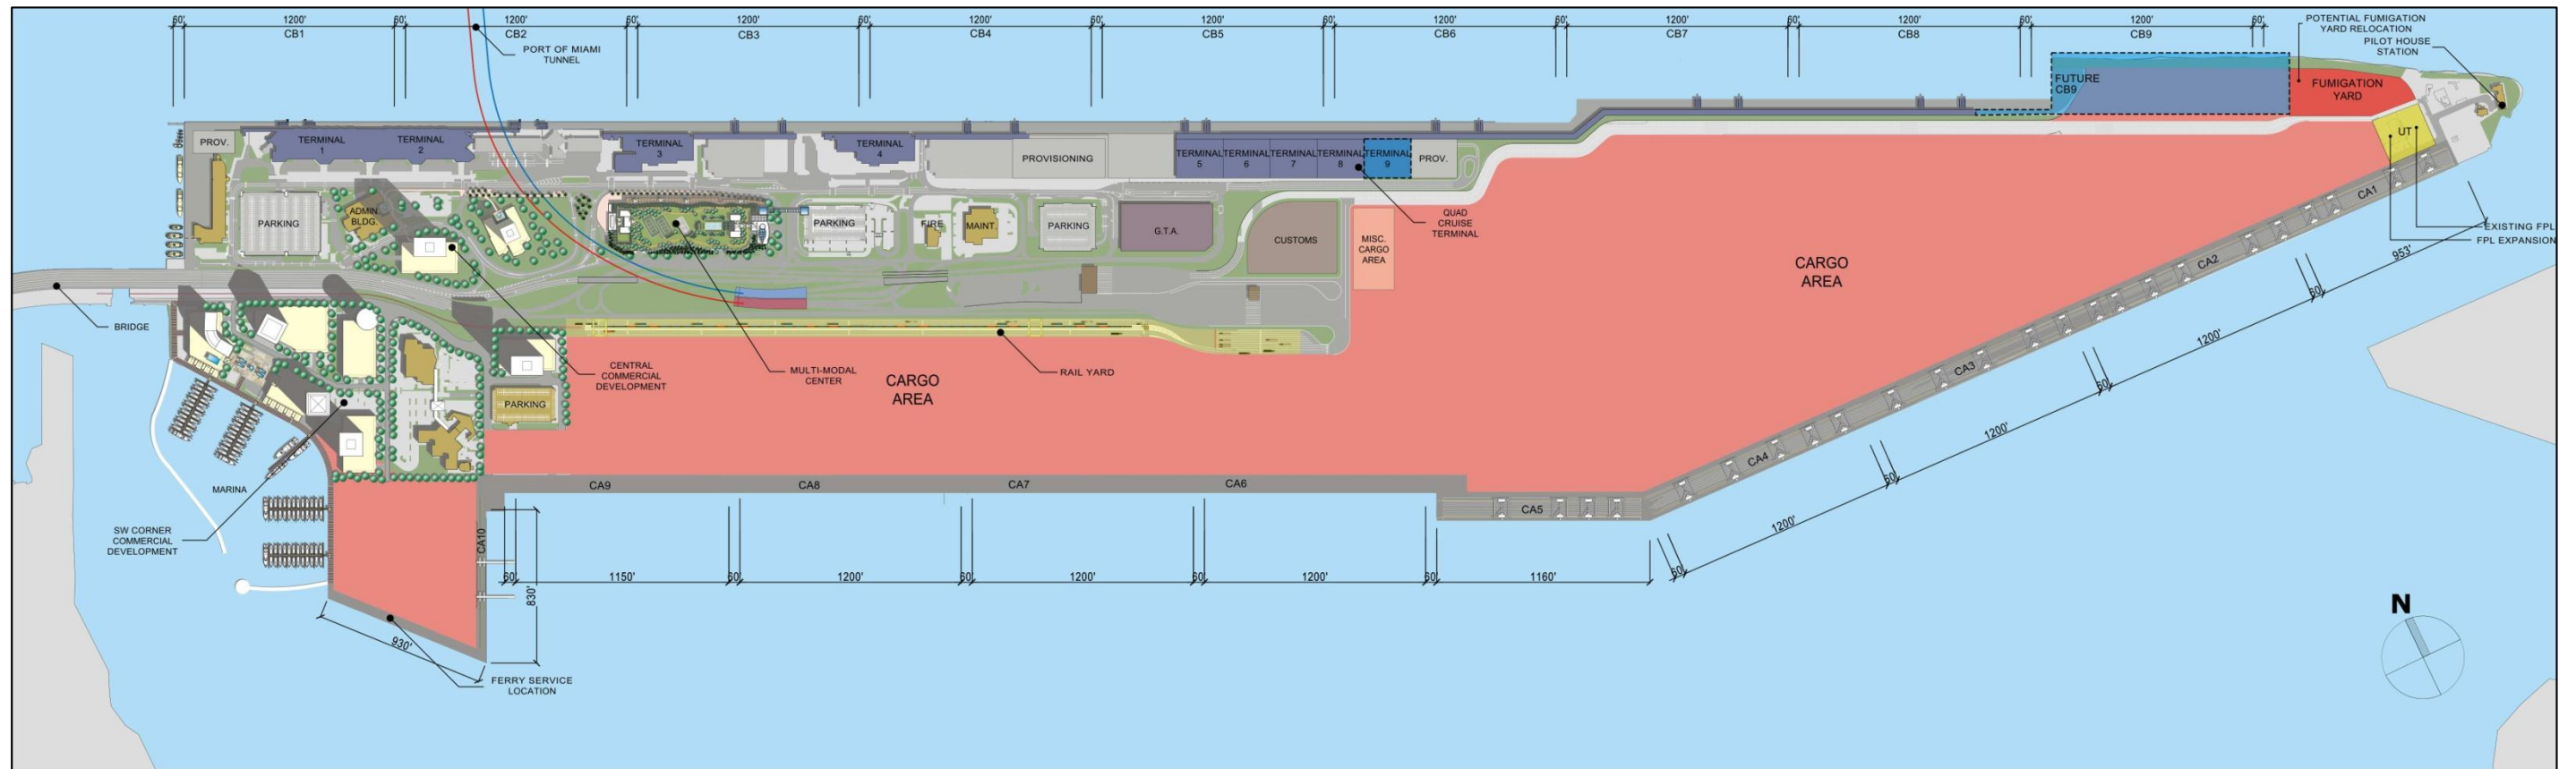 60' 1200' 60' 1200' 60' 1200' 60' 1200' 60' 1200' 60' 1200' 60' 1200' 60' 1200' 60' 1200' 60'
CB1 CB2 CB3 CB4 CB5 CB6 CB7 CB8 CB9
PORT OF MIAMI
TUNNEL
POTENTIAL FUMIGATION
YARD RELOCATION
PILOT HOUSE
STATION
FUTURE
CB9
FUMIGATION
YARD
UT
PROV.
TERMINAL
1
TERMINAL
2
TERMINAL
3
TERMINAL
4
PROVISIONING
TERMINAL
5
TERMINAL
6
TERMINAL
7
TERMINAL
8
TERMINAL
9
PROV.
PARKING
ADMIN.
BLDG.
PARKING
FIRE
MAINT.
PARKING
G.T.A.
CUSTOMS
MISC.
CARGO
AREA
QUAD
CRUISE
TERMINAL
CARGO
AREA
EXISTING FPL
FPL EXPANSION
CA1
CA2
CA3
CA4
CA5
953'
60'
1200'
60'
1200'
60'
1200'
60'
BRIDGE
CENTRAL
COMMERCIAL
DEVELOPMENT
MULTI-MODAL
CENTER
RAIL YARD
CARGO
AREA
PARKING
MARINA
SW CORNER
COMMERCIAL
DEVELOPMENT
CA9 CA8 CA7 CA6
CA10
60' 1150' 60' 1200' 60' 1200' 60' 1200' 60' 1160'
830'
930'
FERRY SERVICE
LOCATION
N